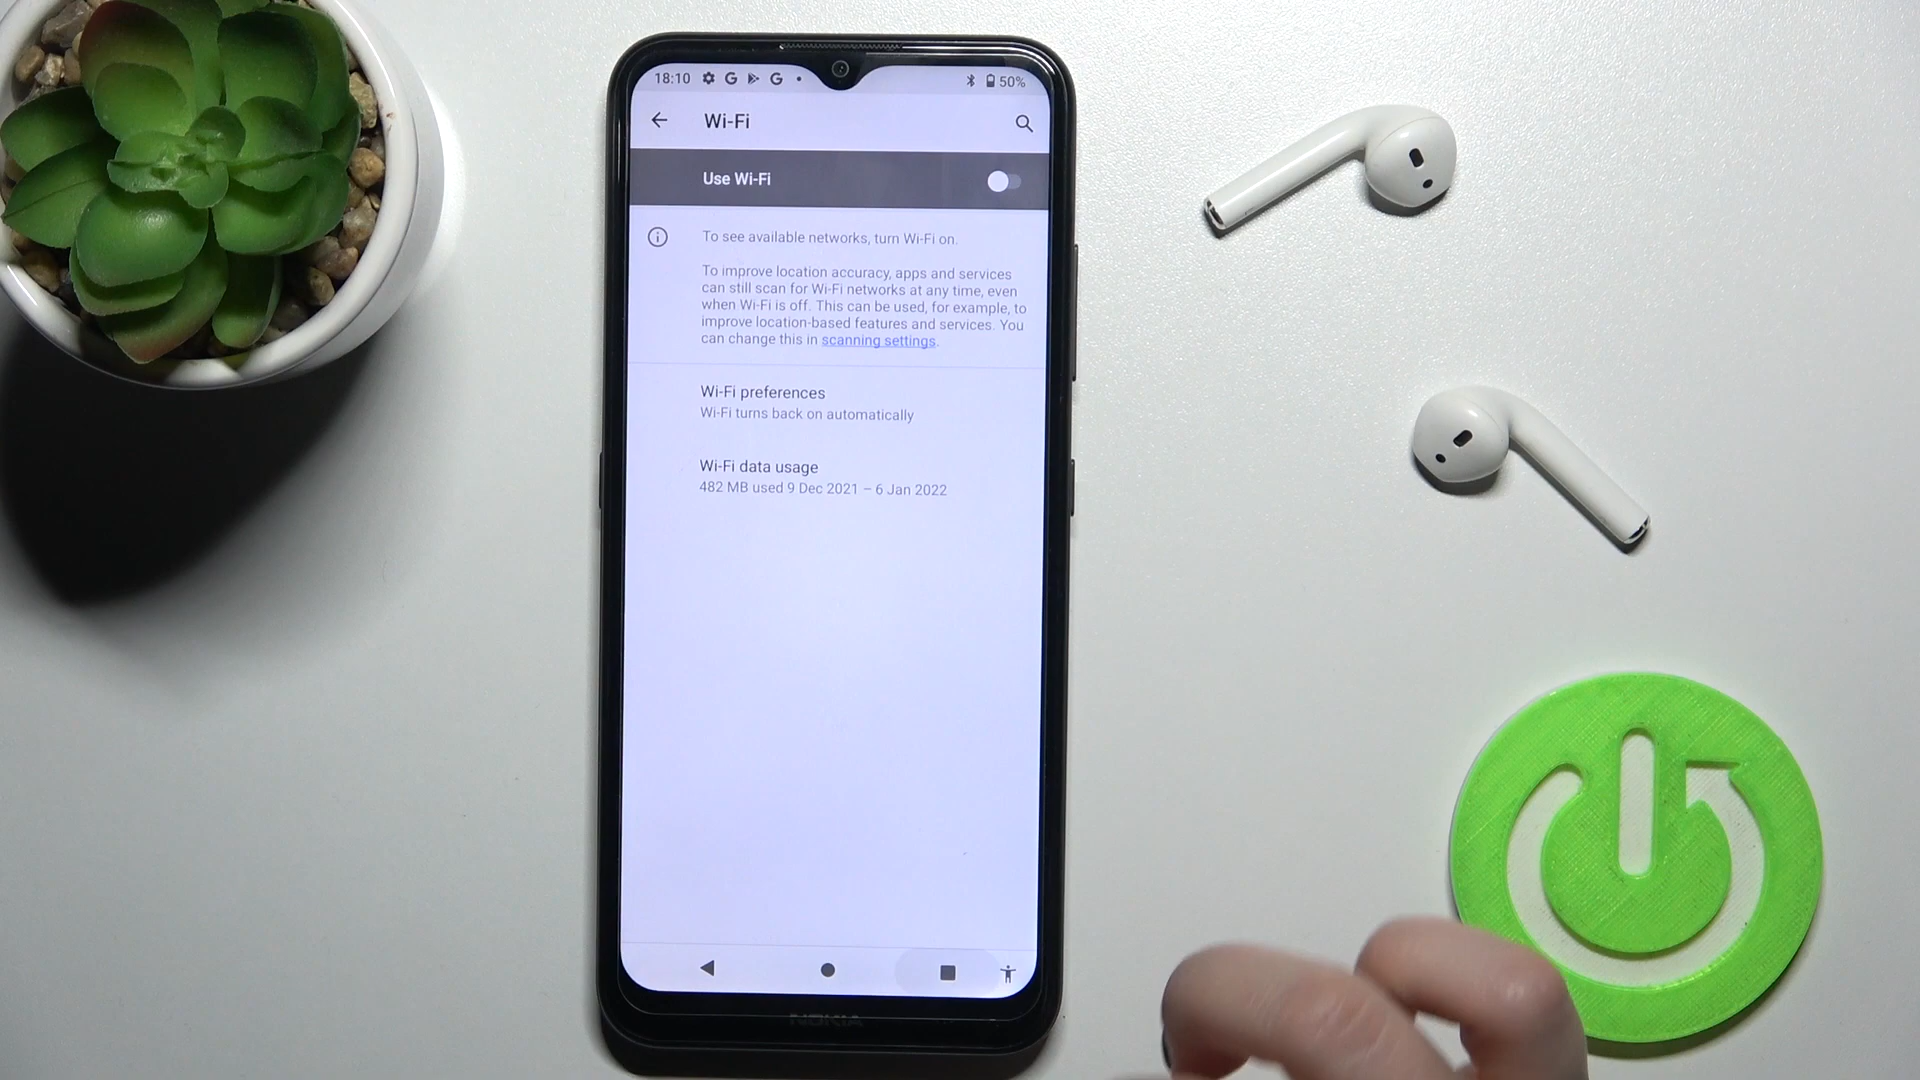 18:10
50%
Wi-Fi
Use Wi-Fi
To see available networks, turn Wi-Fi on.
To improve location accuracy, apps and services
can still scan for Wi-Fi networks at any time, even
when Wi-Fi is off. This can be used, for example, to
improve location-based features and services. You
can change this in scanning settings.
Wi-Fi preferences
Wi-Fi turns back on automatically
Wi-Fi data usage
482 MB used 9 Dec 2021 – 6 Jan 2022
NOKIA